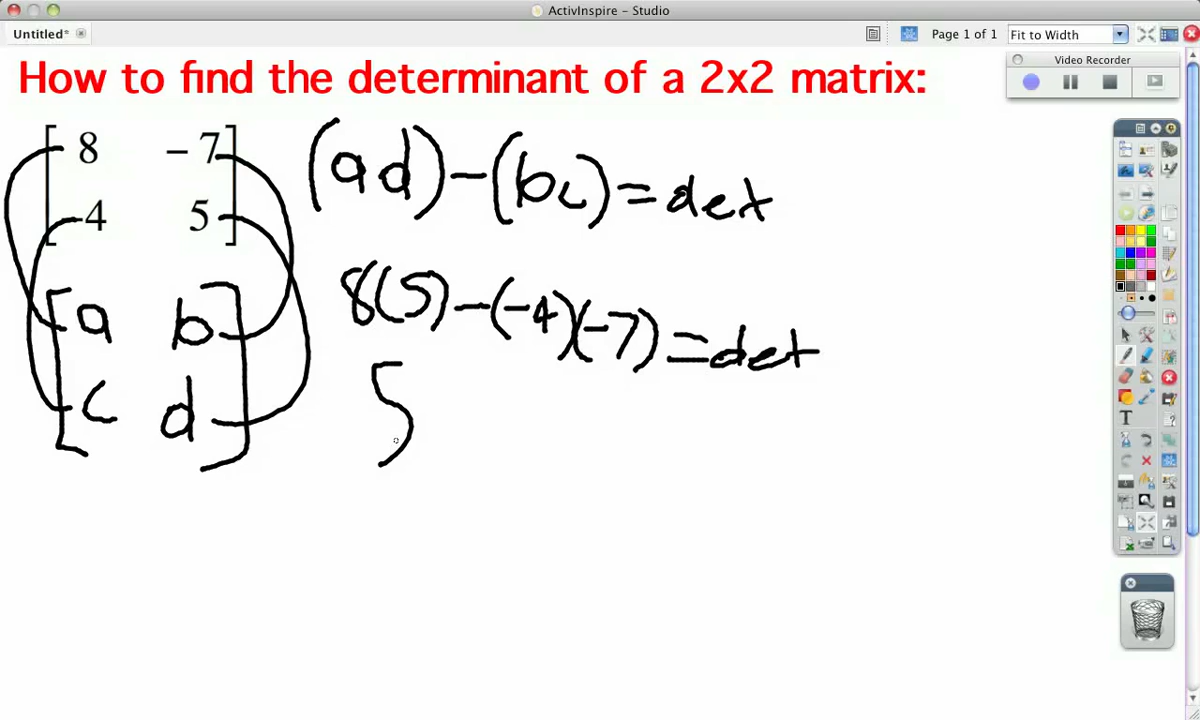 ActivInspire - Studio
Untitled*
Page 1 of 1
Fit to Width
How to find the determinant of a 2x2 matrix:
Video Recorder
8 -7
4 5
(ad)-(bc)=det
a b
c d
8(5)-(-4)(-7)=det
5
T